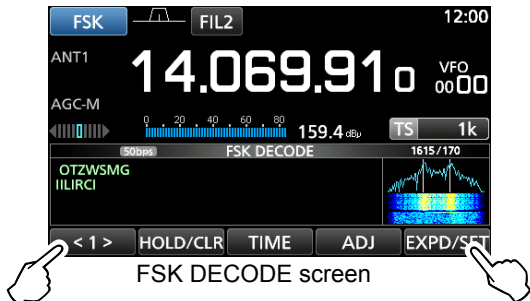 FSK FIL2 12:00
ANT1 14.069.910 VFO
00 00
AGC-M
0 20 40 60 80 159.4 dBµ TS 1k
50bps FSK DECODE 1615/170
OTZWSMG
IILIRCI
< 1 > HOLD/CLR TIME ADJ EXPD/SET
FSK DECODE screen